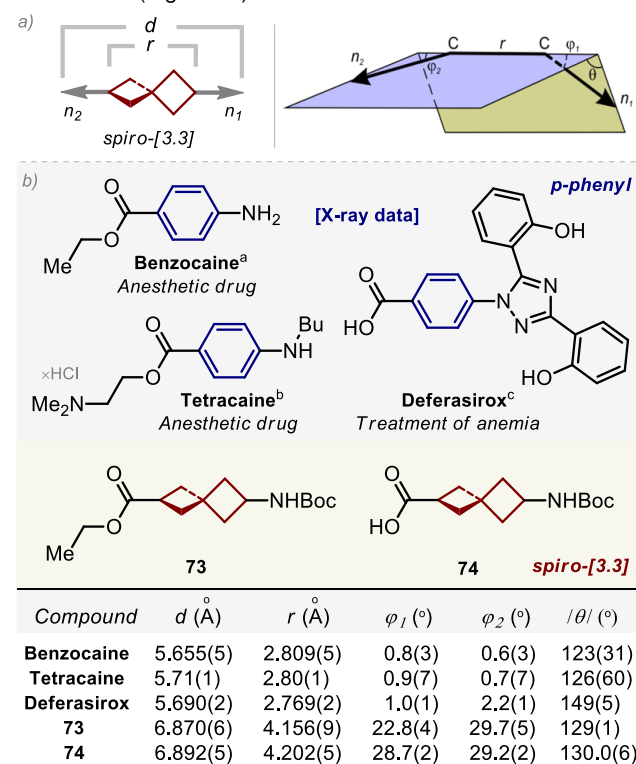 a)
d
r
n2
n1
spiro-[3.3]
n2
φ2
C
r
C
φ1
θ
n1
b)
p-phenyl
O
O
NH2
Me
[X-ray data]
Benzocaineᵃ
Anesthetic drug
OH
O
HO
N
N
N
HO
Deferasiroxᶜ
Treatment of anemia
O
Bu
O
NH
×HCl
Me2N
Tetracaineᵇ
Anesthetic drug
O
O
NHBoc
Me
73
O
HO
NHBoc
74
spiro-[3.3]
Compound d (Å) r (Å) φ1 (°) φ2 (°) /θ/ (°)
Benzocaine 5.655(5) 2.809(5) 0.8(3) 0.6(3) 123(31)
Tetracaine 5.71(1) 2.80(1) 0.9(7) 0.7(7) 126(60)
Deferasirox 5.690(2) 2.769(2) 1.0(1) 2.2(1) 149(5)
73 6.870(6) 4.156(9) 22.8(4) 29.7(5) 129(1)
74 6.892(5) 4.202(5) 28.7(2) 29.2(2) 130.0(6)